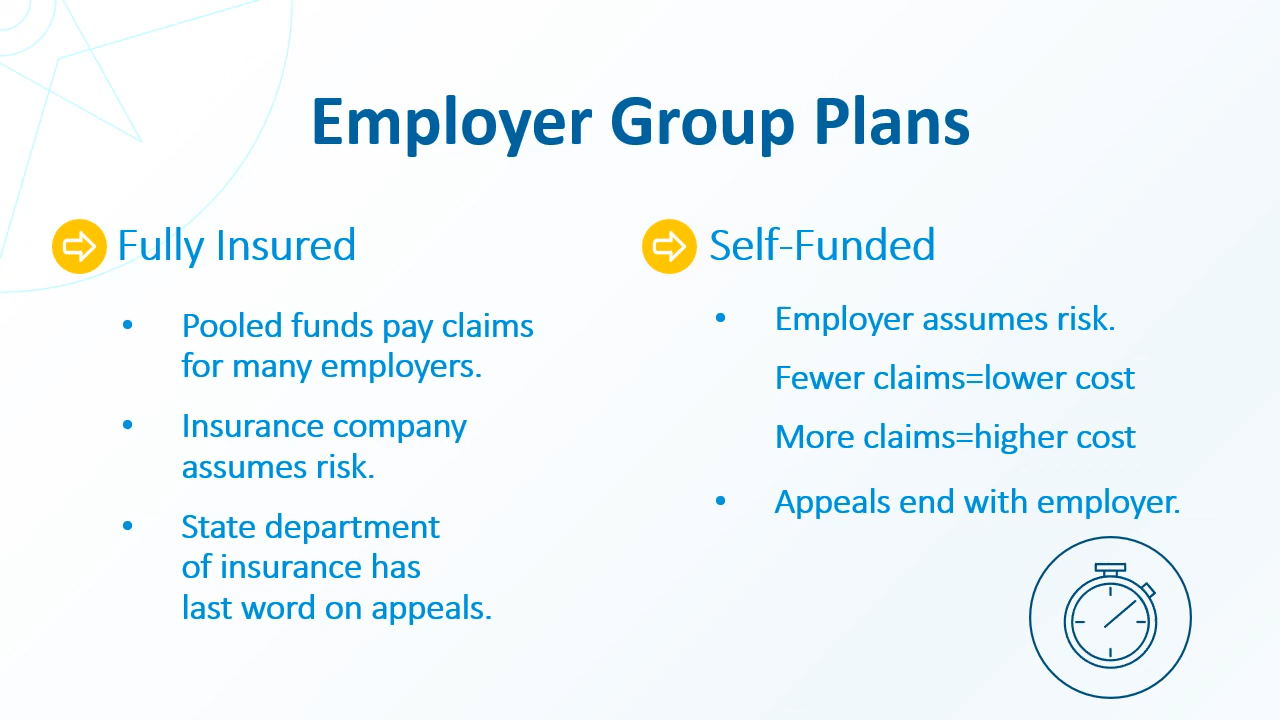 Employer Group Plans
Fully Insured
• Pooled funds pay claims
for many employers.
• Insurance company
assumes risk.
• State department
of insurance has
last word on appeals.
Self-Funded
• Employer assumes risk.
Fewer claims=lower cost
More claims=higher cost
• Appeals end with employer.